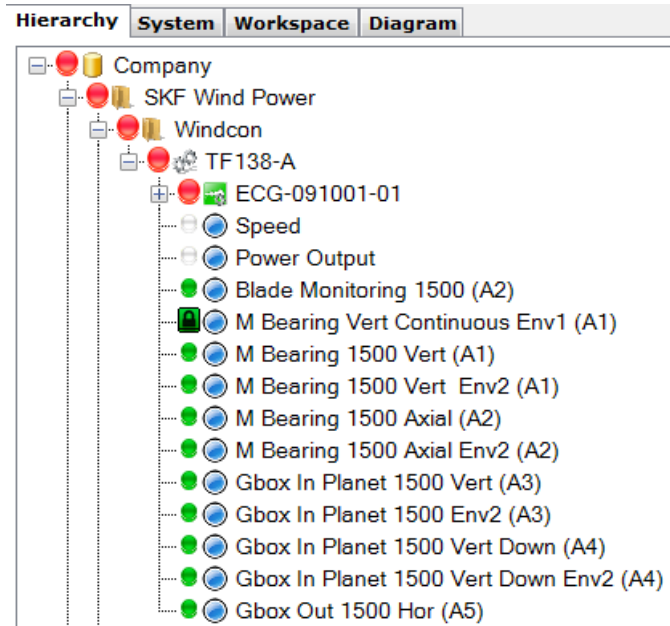 Hierarchy System Workspace Diagram
Company
SKF Wind Power
Windcon
TF138-A
ECG-091001-01
Speed
Power Output
Blade Monitoring 1500 (A2)
M Bearing Vert Continuous Env1 (A1)
M Bearing 1500 Vert (A1)
M Bearing 1500 Vert  Env2 (A1)
M Bearing 1500 Axial (A2)
M Bearing 1500 Axial Env2 (A2)
Gbox In Planet 1500 Vert (A3)
Gbox In Planet 1500 Env2 (A3)
Gbox In Planet 1500 Vert Down (A4)
Gbox In Planet 1500 Vert Down Env2 (A4)
Gbox Out 1500 Hor (A5)